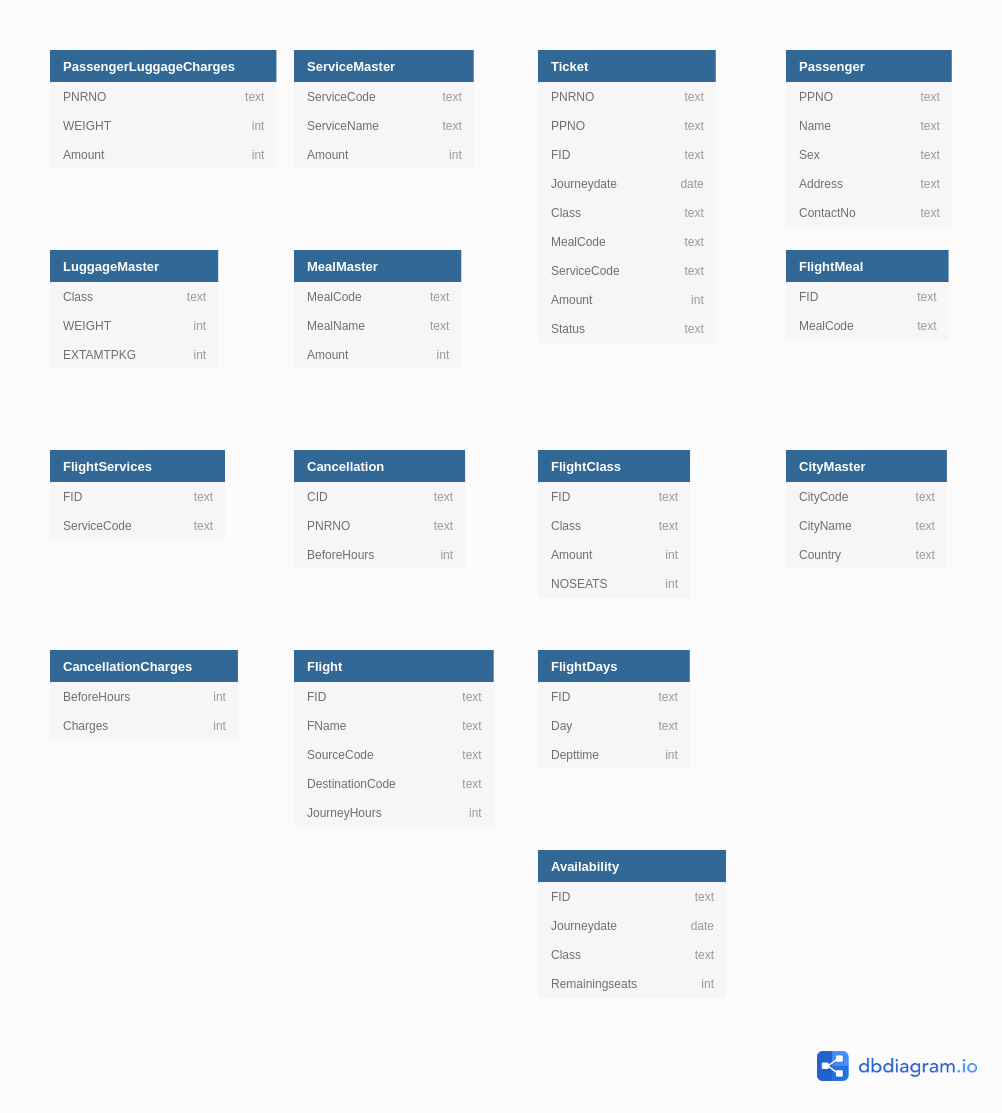 PassengerLuggageCharges
PNRNO text
WEIGHT int
Amount int
ServiceMaster
ServiceCode text
ServiceName text
Amount int
Ticket
PNRNO text
PPNO text
FID text
Journeydate date
Class text
MealCode text
ServiceCode text
Amount int
Status text
Passenger
PPNO text
Name text
Sex text
Address text
ContactNo text
LuggageMaster
Class text
WEIGHT int
EXTAMTPKG int
MealMaster
MealCode text
MealName text
Amount int
FlightMeal
FID text
MealCode text
FlightServices
FID text
ServiceCode text
Cancellation
CID text
PNRNO text
BeforeHours int
FlightClass
FID text
Class text
Amount int
NOSEATS int
CityMaster
CityCode text
CityName text
Country text
CancellationCharges
BeforeHours int
Charges int
Flight
FID text
FName text
SourceCode text
DestinationCode text
JourneyHours int
FlightDays
FID text
Day text
Depttime int
Availability
FID text
Journeydate date
Class text
Remainingseats int
dbdiagram.io